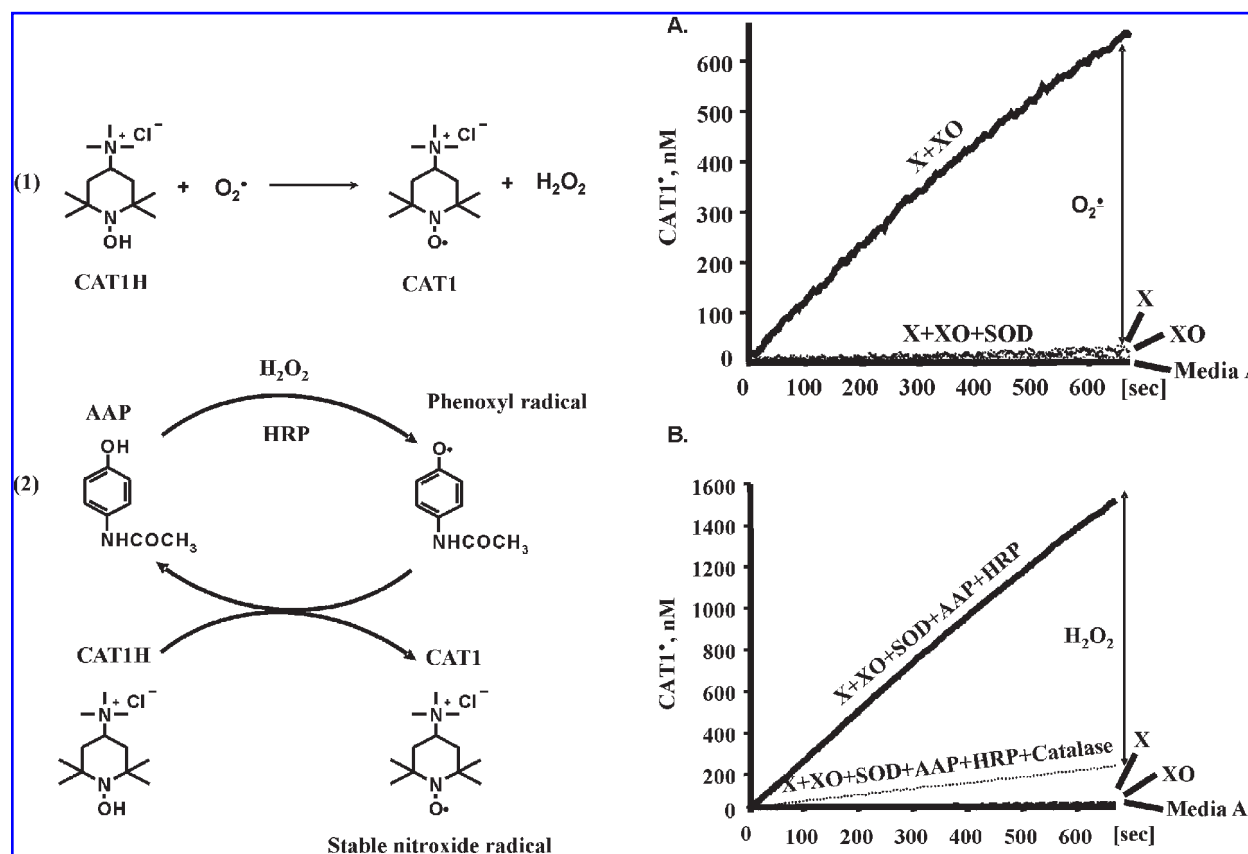 (1)
N
+
Cl−
N
OH
CAT1H
+
O2•
N
+
Cl−
N
O•
CAT1
+
H2O2
(2)
H2O2
HRP
AAP
OH
NHCOCH3
Phenoxyl radical
O•
NHCOCH3
CAT1H
N
+
Cl−
N
OH
CAT1
N
+
Cl−
N
O•
Stable nitroxide radical
A.
CAT1•, nM
600
500
400
300
200
100
0
X+XO
O2•−
X+XO+SOD
X
XO
Media A
0 100 200 300 400 500 600 [sec]
B.
CAT1•, nM
1600
1400
1200
1000
800
600
400
200
0
X+XO+SOD+AAP+HRP
H2O2
X+XO+SOD+AAP+HRP+Catalase
X
XO
Media A
0 100 200 300 400 500 600 [sec]